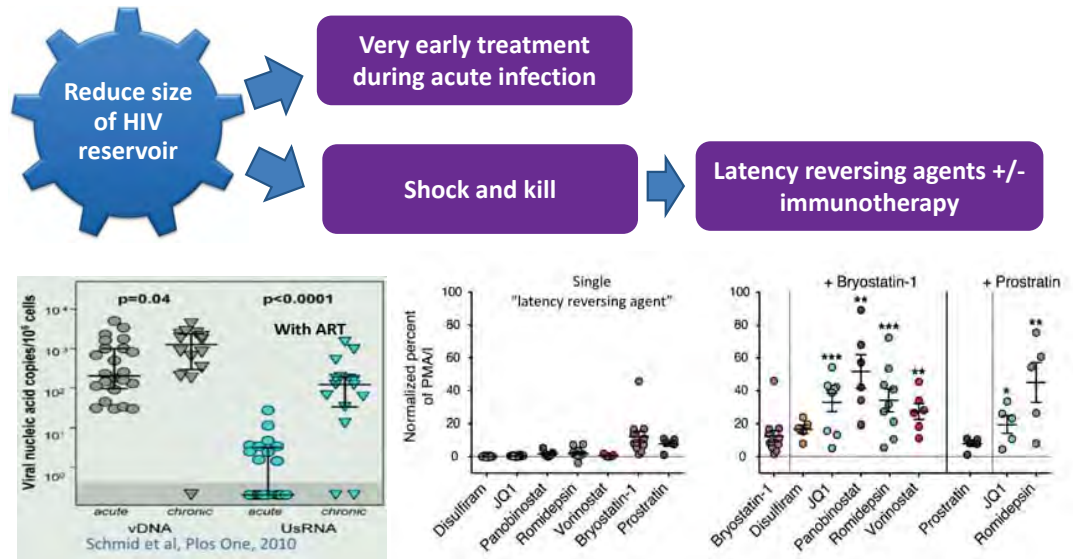 Reduce size
of HIV
reservoir
Very early treatment
during acute infection
Shock and kill
Latency reversing agents +/-
immunotherapy
p=0.04
p<0.0001
With ART
Viral nucleic acid copies/10⁶ cells
10⁴
10³
10²
10¹
10⁰
acute
chronic
acute
chronic
vDNA
UsRNA
Schmid et al, Plos One, 2010
Single
"latency reversing agent"
Normalized percent
of PMA/I
100
80
60
40
20
0
Disulfiram
JQ1
Panobinostat
Romidepsin
Vorinostat
Bryostatin-1
Prostratin
+ Bryostatin-1
+ Prostratin
100
80
60
40
20
0
***
**
***
**
*
**
Bryostatin-1
Disulfiram
JQ1
Panobinostat
Romidepsin
Vorinostat
Prostratin
JQ1
Romidepsin